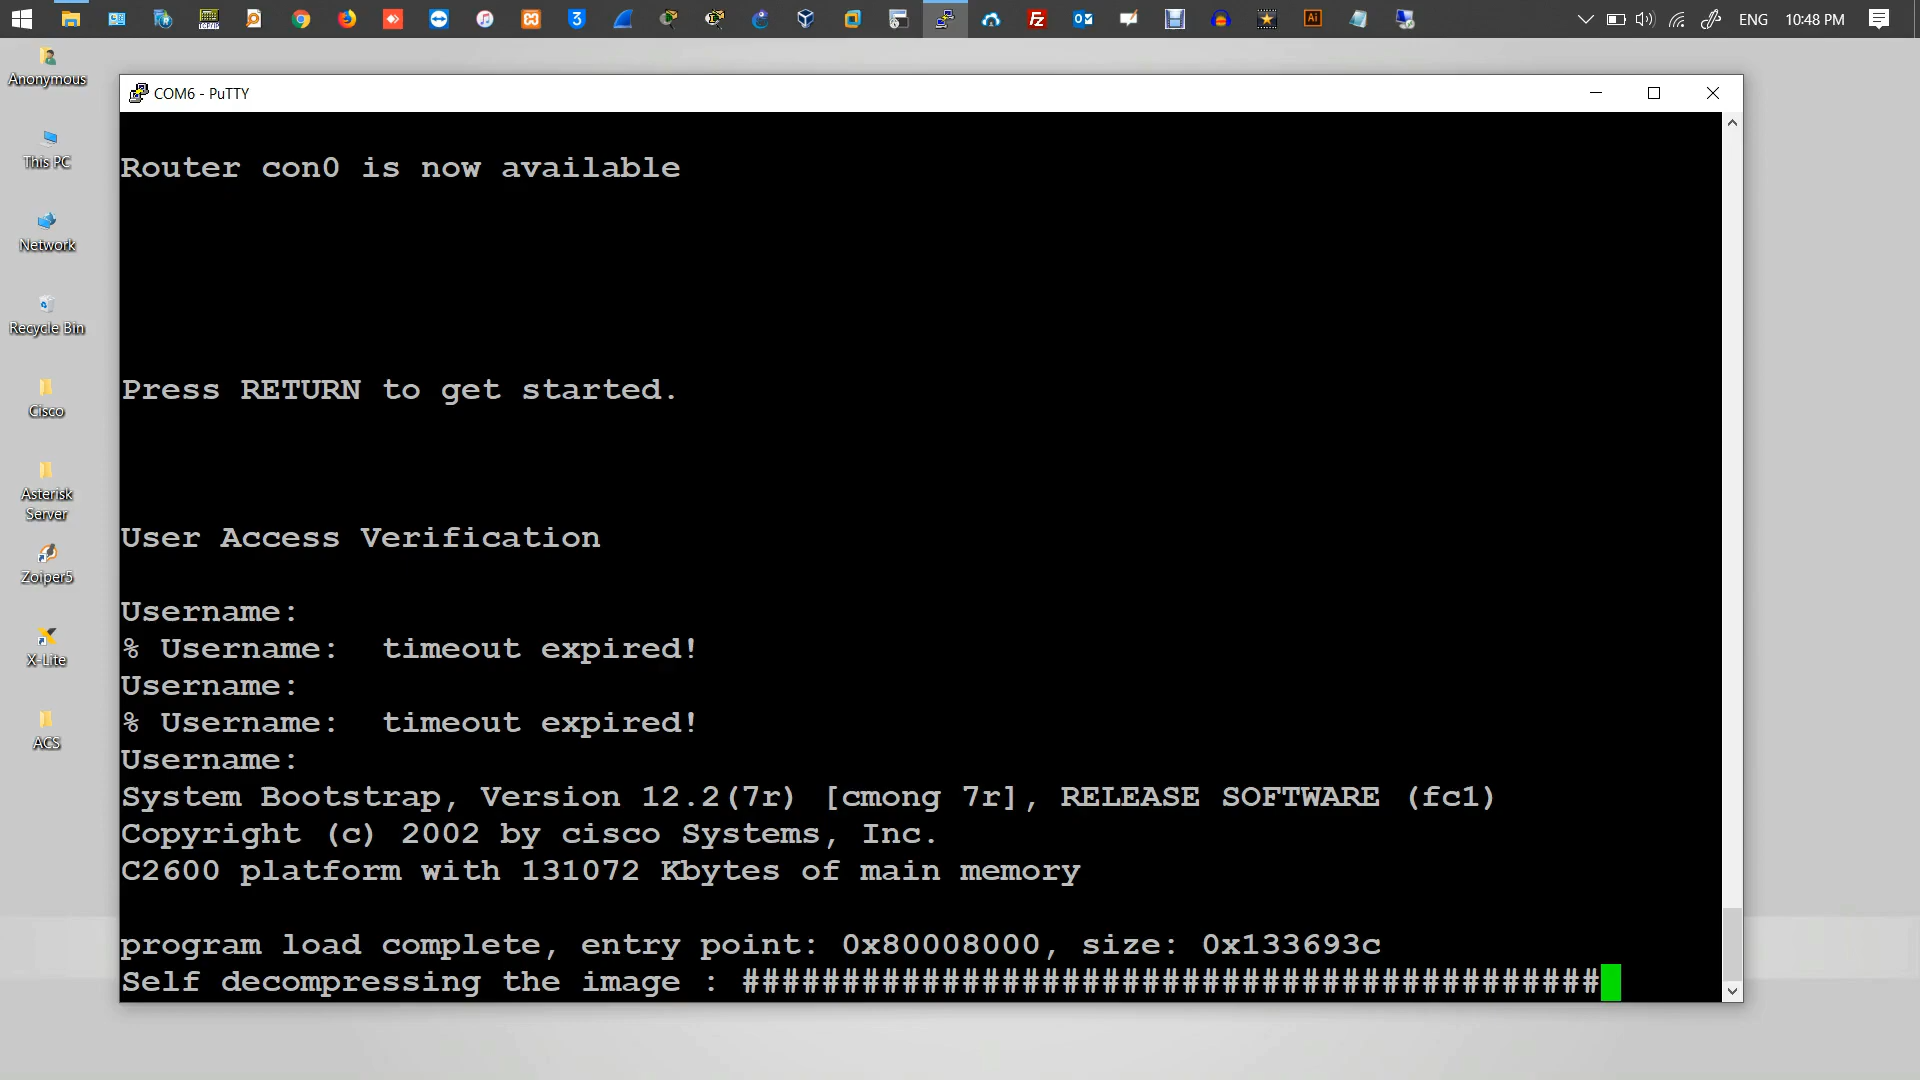 ENG 10:48 PM
Anonymous
This PC
Network
Recycle Bin
Cisco
Asterisk
Server
Zoiper5
X-Lite
ACS
COM6 - PuTTY
Router con0 is now available
Press RETURN to get started.
User Access Verification
Username:
% Username:  timeout expired!
Username:
% Username:  timeout expired!
Username:
System Bootstrap, Version 12.2(7r) [cmong 7r], RELEASE SOFTWARE (fc1)
Copyright (c) 2002 by cisco Systems, Inc.
C2600 platform with 131072 Kbytes of main memory
program load complete, entry point: 0x80008000, size: 0x133693c
Self decompressing the image : ###########################################